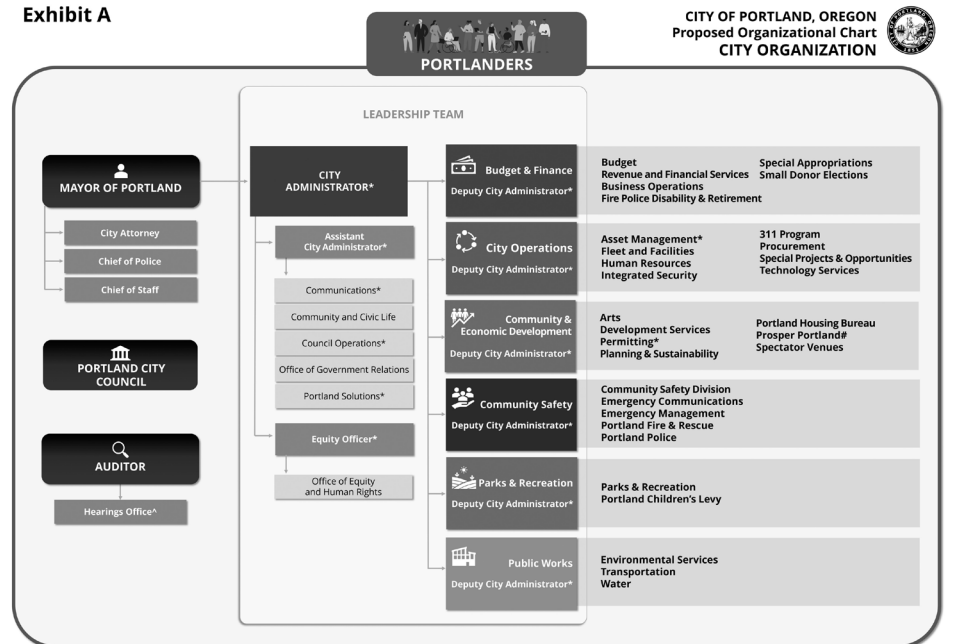 Exhibit A
CITY OF PORTLAND, OREGON
Proposed Organizational Chart
CITY ORGANIZATION
PORTLANDERS
LEADERSHIP TEAM
MAYOR OF PORTLAND
City Attorney
Chief of Police
Chief of Staff
PORTLAND CITY
COUNCIL
AUDITOR
Hearings Office^
CITY
ADMINISTRATOR*
Assistant
City Administrator*
Communications*
Community and Civic Life
Council Operations*
Office of Government Relations
Portland Solutions*
Equity Officer*
Office of Equity
and Human Rights
Budget & Finance
Deputy City Administrator*
Budget
Revenue and Financial Services
Business Operations
Fire Police Disability & Retirement
Special Appropriations
Small Donor Elections
City Operations
Deputy City Administrator*
Asset Management*
Fleet and Facilities
Human Resources
Integrated Security
311 Program
Procurement
Special Projects & Opportunities
Technology Services
Community &
Economic Development
Deputy City Administrator*
Arts
Development Services
Permitting*
Planning & Sustainability
Portland Housing Bureau
Prosper Portland#
Spectator Venues
Community Safety
Deputy City Administrator*
Community Safety Division
Emergency Communications
Emergency Management
Portland Fire & Rescue
Portland Police
Parks & Recreation
Deputy City Administrator*
Parks & Recreation
Portland Children's Levy
Public Works
Deputy City Administrator*
Environmental Services
Transportation
Water